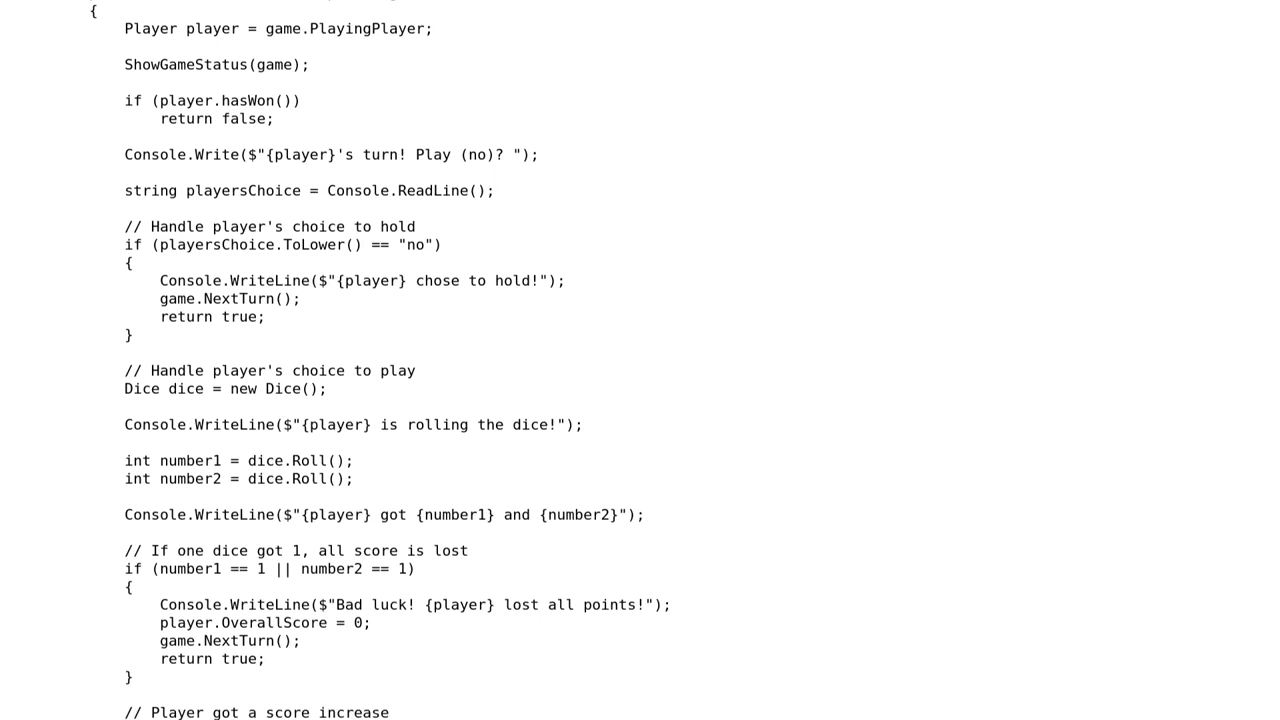 {
Player player = game.PlayingPlayer;
ShowGameStatus(game);
if (player.hasWon())
return false;
Console.Write($"{player}'s turn! Play (no)? ");
string playersChoice = Console.ReadLine();
// Handle player's choice to hold
if (playersChoice.ToLower() == "no")
{
Console.WriteLine($"{player} chose to hold!");
game.NextTurn();
return true;
}
// Handle player's choice to play
Dice dice = new Dice();
Console.WriteLine($"{player} is rolling the dice!");
int number1 = dice.Roll();
int number2 = dice.Roll();
Console.WriteLine($"{player} got {number1} and {number2}");
// If one dice got 1, all score is lost
if (number1 == 1 || number2 == 1)
{
Console.WriteLine($"Bad luck! {player} lost all points!");
player.OverallScore = 0;
game.NextTurn();
return true;
}
// Player got a score increase